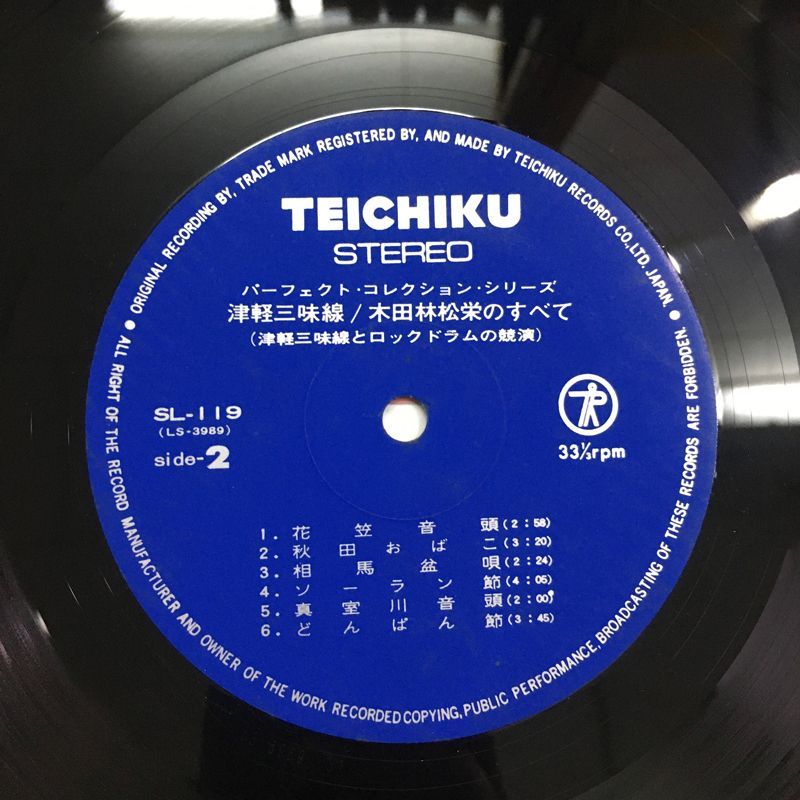 ORIGINAL RECORDING BY, TRADE MARK REGISTERED BY, AND MADE BY TEICHIKU RECORDS CO., LTD. JAPAN.
TEICHIKU
STEREO
パーフェクト・コレクション・シリーズ
津軽三味線/木田林松栄のすべて
(津軽三味線とロックドラムの競演)
SL-119
(LS-3989)
side-2
TR
33⅓rpm
1. 花笠音頭(2:58)
2. 秋田おばこ(3:20)
3. 相馬盆唄(2:24)
4. ソーラン節(4:05)
5. 真室川音頭(2:00)
6. どんぱん節(3:45)
ALL RIGHT OF THE RECORD MANUFACTURER AND OWNER OF THE WORK RECORDED COPYING, PUBLIC PERFORMANCE, BROADCASTING OF THESE RECORDS ARE FORBIDDEN.